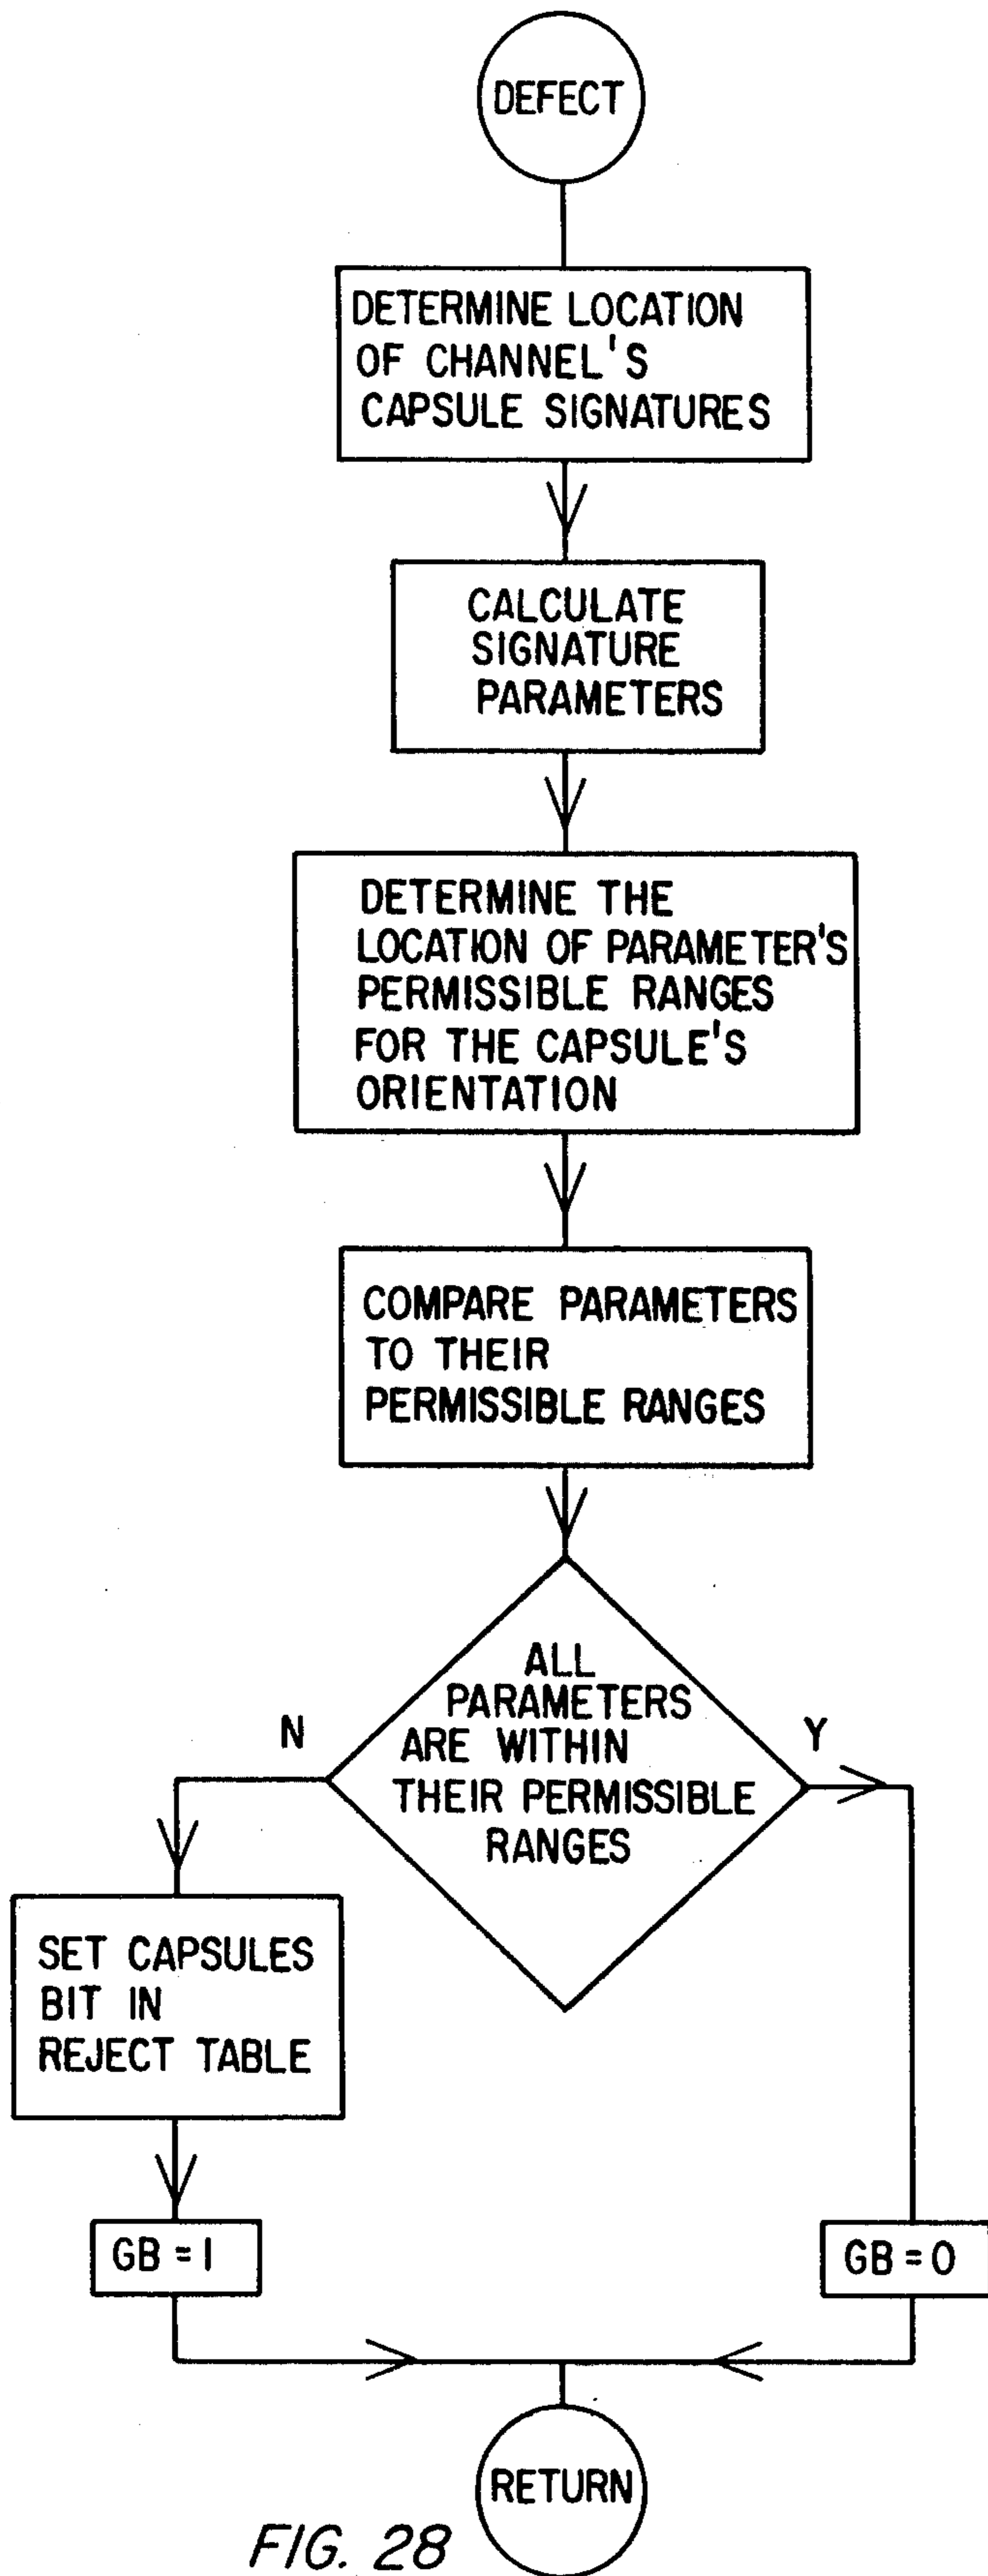 DEFECT
DETERMINE LOCATION
OF CHANNEL'S
CAPSULE SIGNATURES
CALCULATE
SIGNATURE
PARAMETERS
DETERMINE THE
LOCATION OF PARAMETER'S
PERMISSIBLE RANGES
FOR THE CAPSULE'S
ORIENTATION
COMPARE PARAMETERS
TO THEIR
PERMISSIBLE RANGES
ALL
PARAMETERS
ARE WITHIN
THEIR PERMISSIBLE
RANGES
N
Y
SET CAPSULES
BIT IN
REJECT TABLE
GB = 1
GB = 0
RETURN
FIG. 28